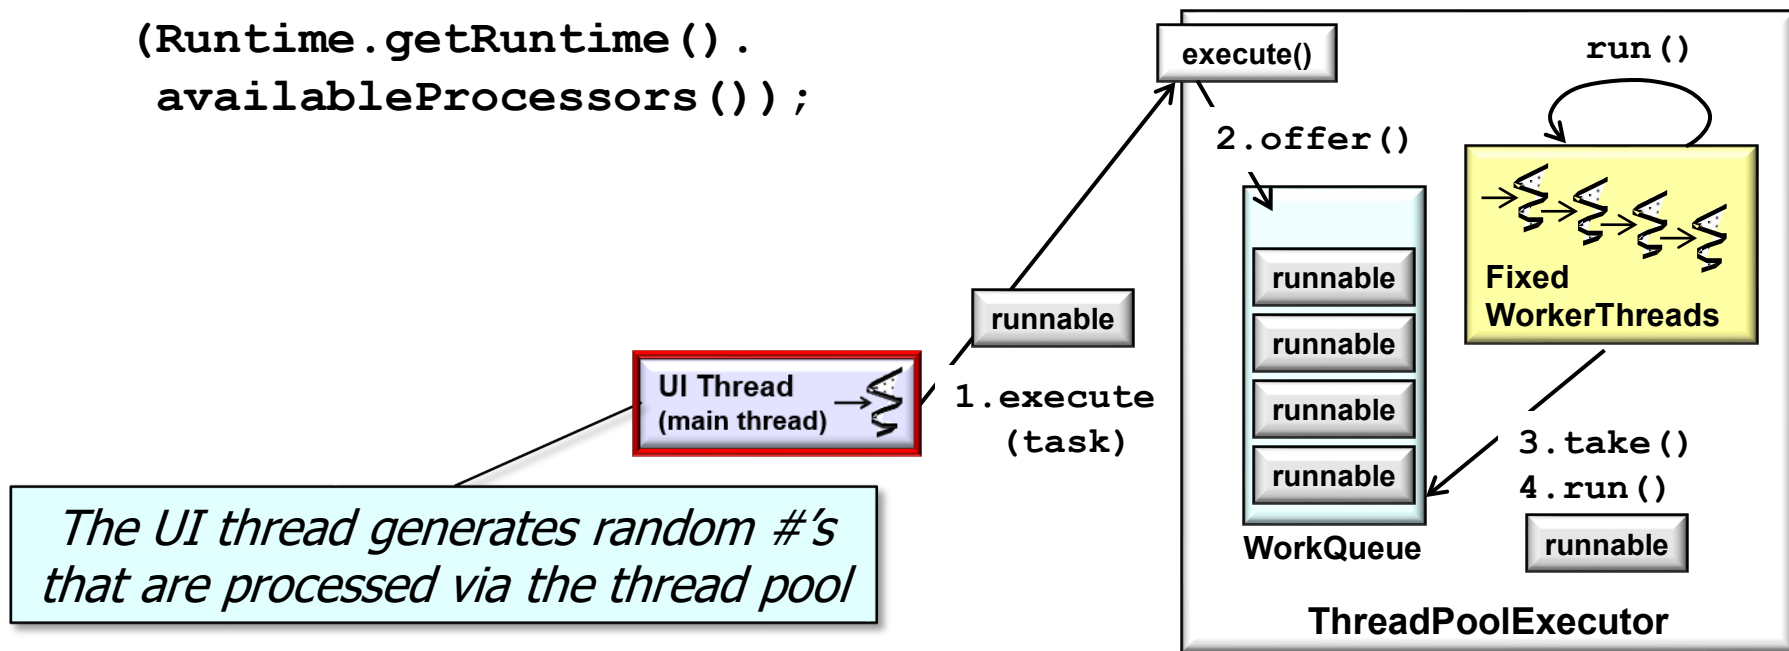 (Runtime.getRuntime().
availableProcessors());
execute()
run()
2.offer()
runnable
runnable
runnable
runnable
WorkQueue
Fixed
WorkerThreads
runnable
UI Thread
(main thread)
1.execute
(task)
3.take()
4.run()
runnable
The UI thread generates random #’s
that are processed via the thread pool
ThreadPoolExecutor